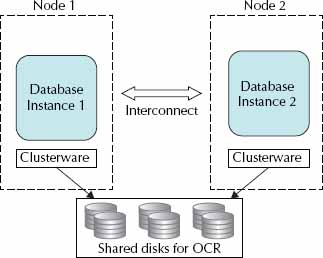 Node 1
Node 2
Database
Instance 1
Interconnect
Database
Instance 2
Clusterware
Clusterware
Shared disks for OCR